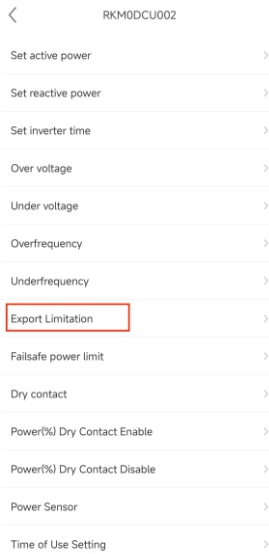 RKM0DCU002
Set active power
Set reactive power
Set inverter time
Over voltage
Under voltage
Overfrequency
Underfrequency
Export Limitation
Failsafe power limit
Dry contact
Power(%) Dry Contact Enable
Power(%) Dry Contact Disable
Power Sensor
Time of Use Setting